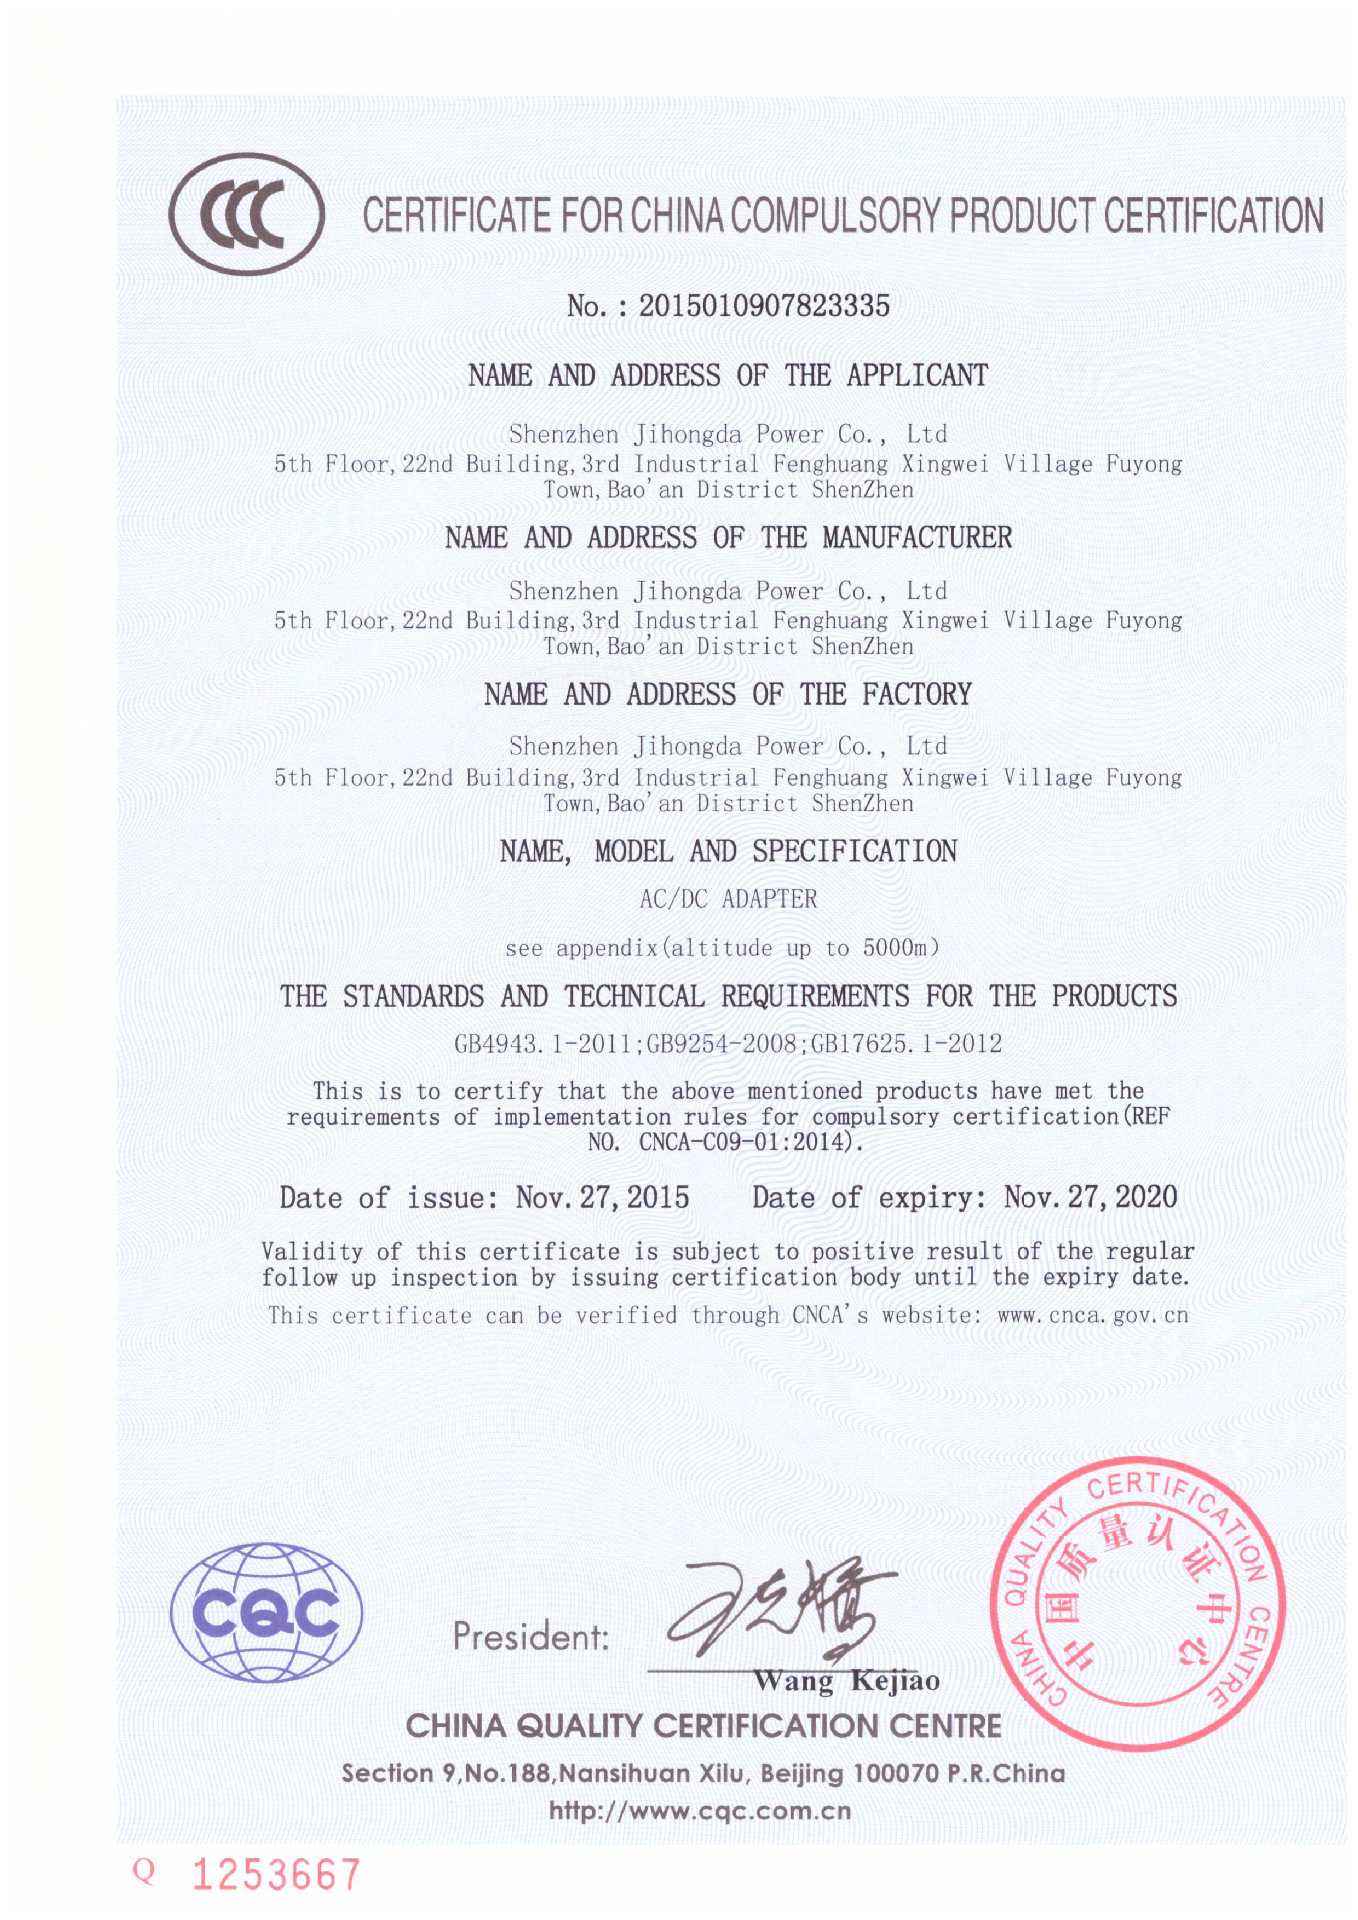 CCC
CERTIFICATE FOR CHINA COMPULSORY PRODUCT CERTIFICATION
No. : 2015010907823335
NAME AND ADDRESS OF THE APPLICANT
Shenzhen Jihongda Power Co., Ltd
5th Floor,22nd Building,3rd Industrial Fenghuang Xingwei Village Fuyong
Town,Bao'an District ShenZhen
NAME AND ADDRESS OF THE MANUFACTURER
Shenzhen Jihongda Power Co., Ltd
5th Floor,22nd Building,3rd Industrial Fenghuang Xingwei Village Fuyong
Town,Bao'an District ShenZhen
NAME AND ADDRESS OF THE FACTORY
Shenzhen Jihongda Power Co., Ltd
5th Floor,22nd Building,3rd Industrial Fenghuang Xingwei Village Fuyong
Town,Bao'an District ShenZhen
NAME, MODEL AND SPECIFICATION
AC/DC ADAPTER
see appendix(altitude up to 5000m)
THE STANDARDS AND TECHNICAL REQUIREMENTS FOR THE PRODUCTS
GB4943.1-2011;GB9254-2008;GB17625.1-2012
This is to certify that the above mentioned products have met the
requirements of implementation rules for compulsory certification(REF
NO. CNCA-C09-01:2014).
Date of issue: Nov.27,2015 Date of expiry: Nov.27,2020
Validity of this certificate is subject to positive result of the regular
follow up inspection by issuing certification body until the expiry date.
This certificate can be verified through CNCA's website: www.cnca.gov.cn
CHINA QUALITY CERTIFICATION CENTRE
中国质量认证中心
CQC
President:
王克娇
Wang Kejiao
CHINA QUALITY CERTIFICATION CENTRE
Section 9,No.188,Nansihuan Xilu, Beijing 100070 P.R.China
http://www.cqc.com.cn
Q 1253667